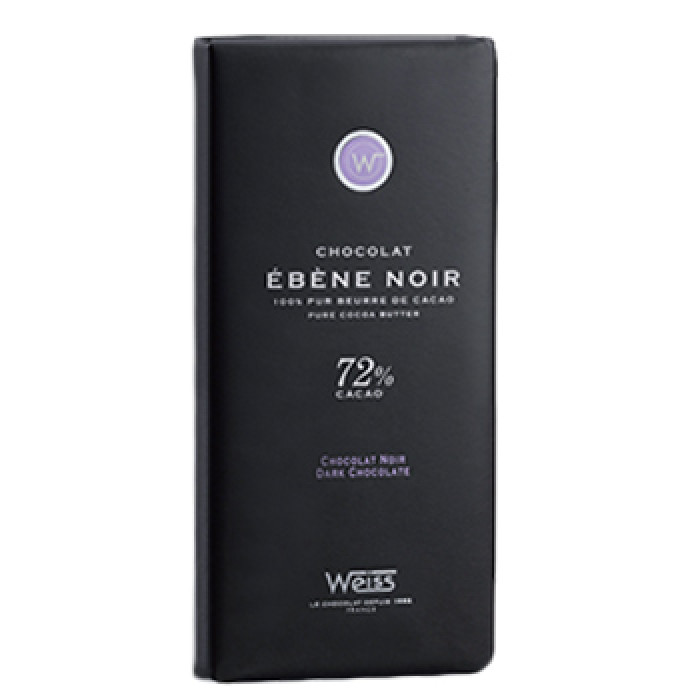 W
CHOCOLAT
ÉBÈNE NOIR
100% PUR BEURRE DE CACAO
PURE COCOA BUTTER
72%
CACAO
CHOCOLAT NOIR
DARK CHOCOLATE
Weiss
LE CHOCOLAT DEPUIS 1882
FRANCE